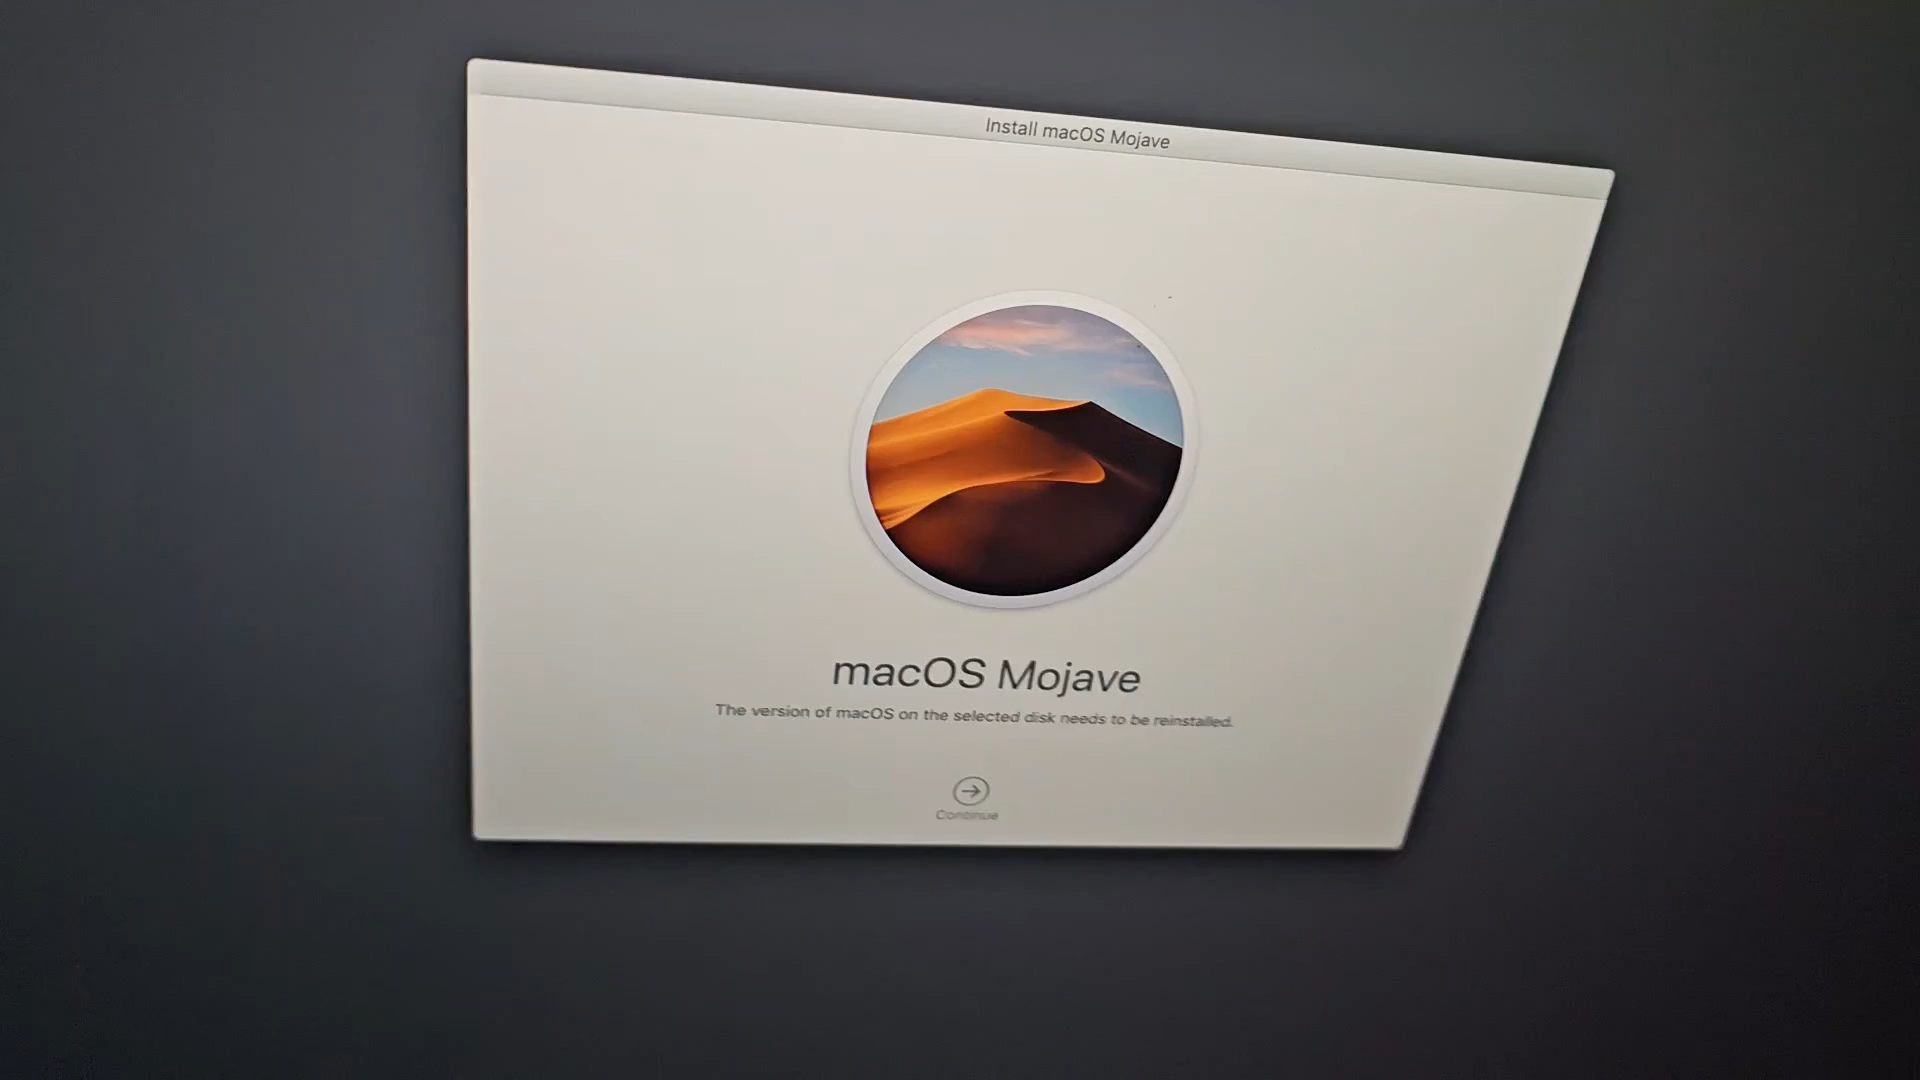 Install macOS Mojave
macOS Mojave
The version of macOS on the selected disk needs to be reinstalled.
Continue